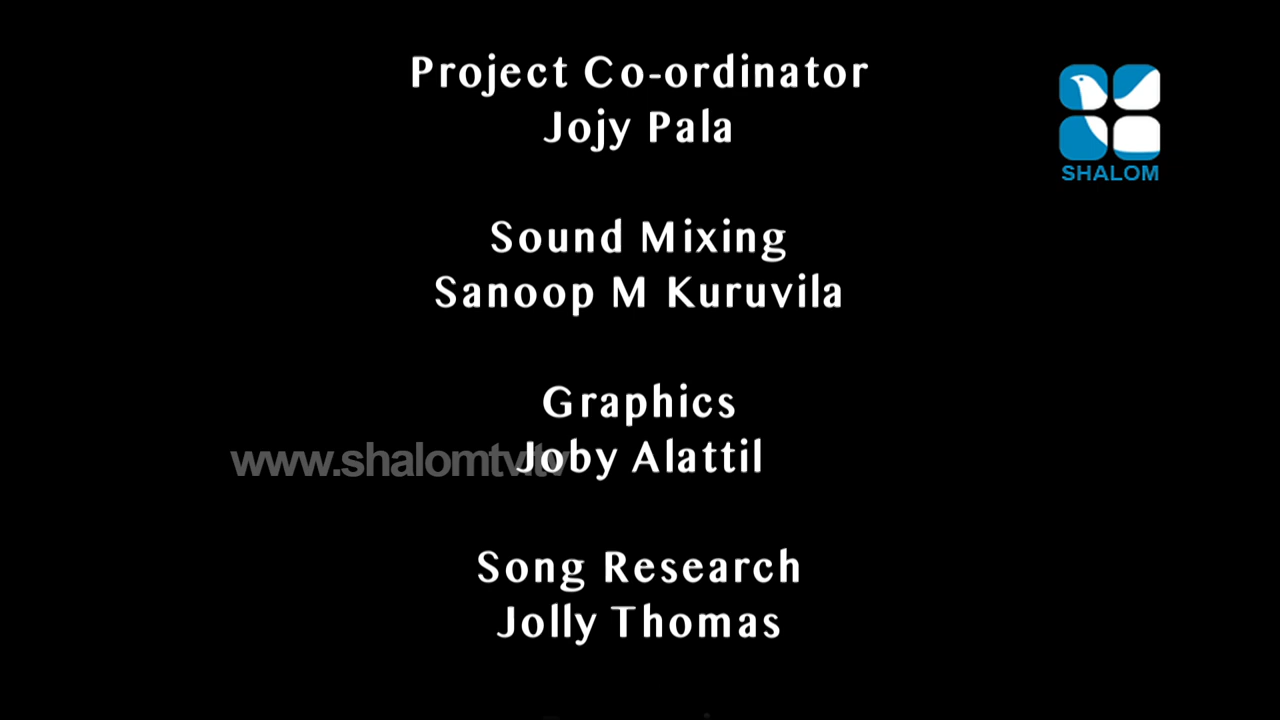 Project Co-ordinator
Jojy Pala
SHALOM
Sound Mixing
Sanoop M Kuruvila
Graphics
Joby Alattil
www.shalomtv.tv
Song Research
Jolly Thomas